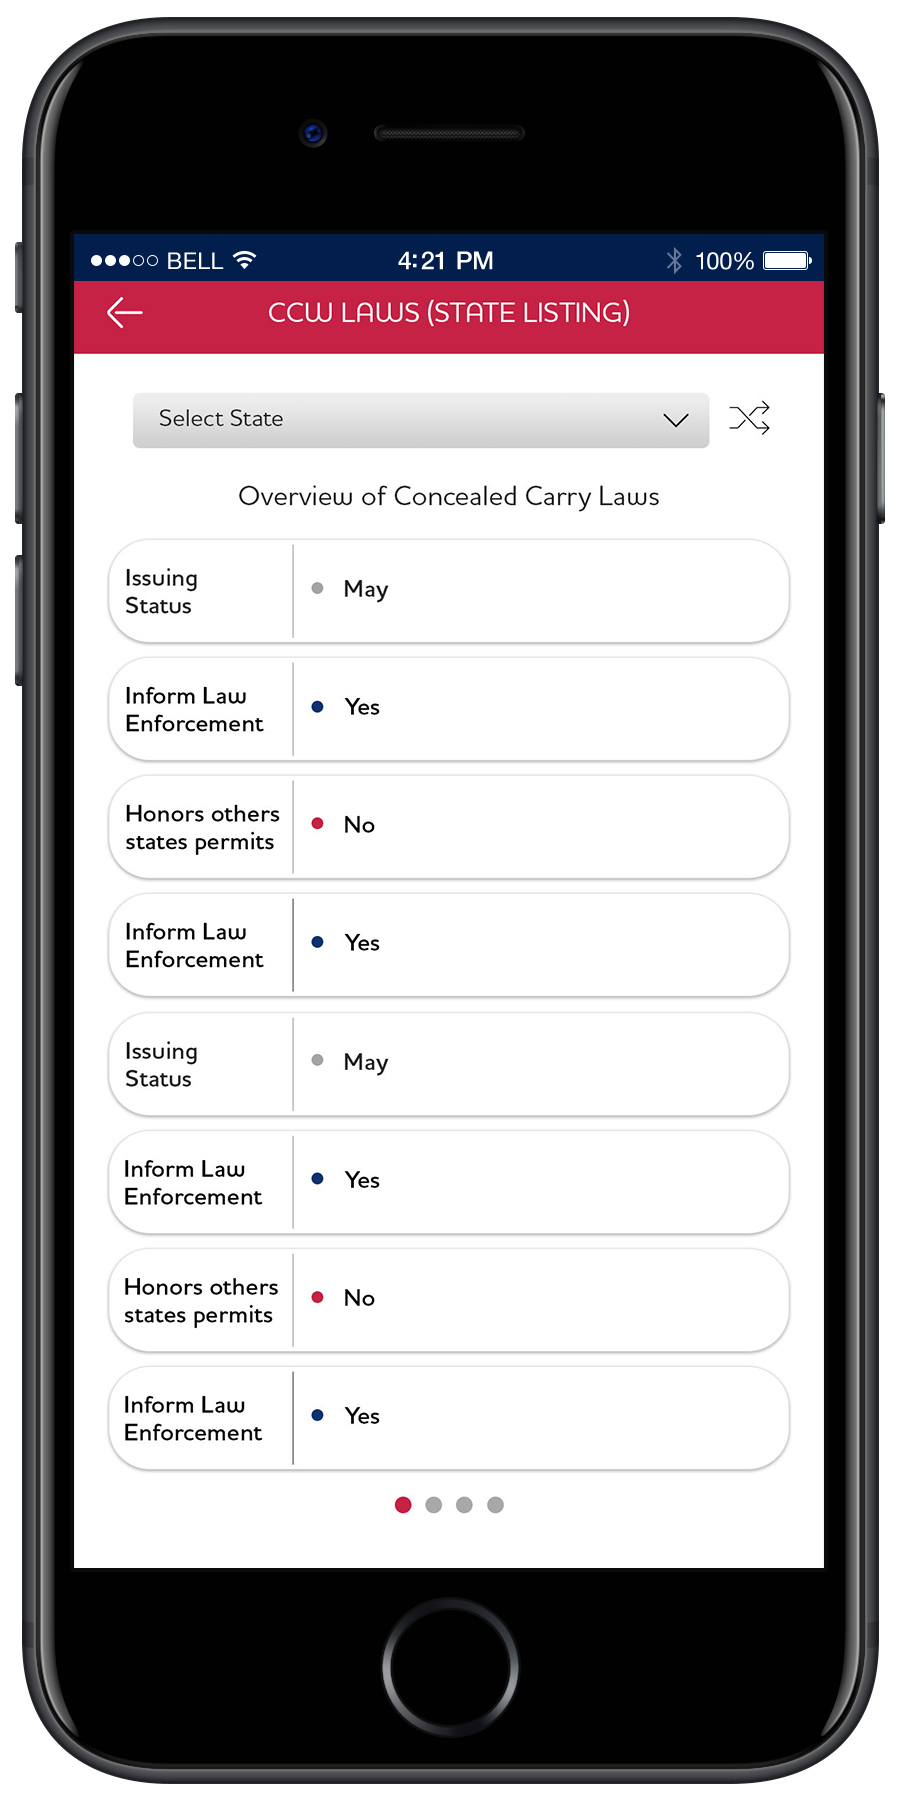 BELL 4:21 PM 100%
CCW LAWS (STATE LISTING)
Select State
Overview of Concealed Carry Laws
Issuing
Status
May
Inform Law
Enforcement
Yes
Honors others
states permits
No
Inform Law
Enforcement
Yes
Issuing
Status
May
Inform Law
Enforcement
Yes
Honors others
states permits
No
Inform Law
Enforcement
Yes